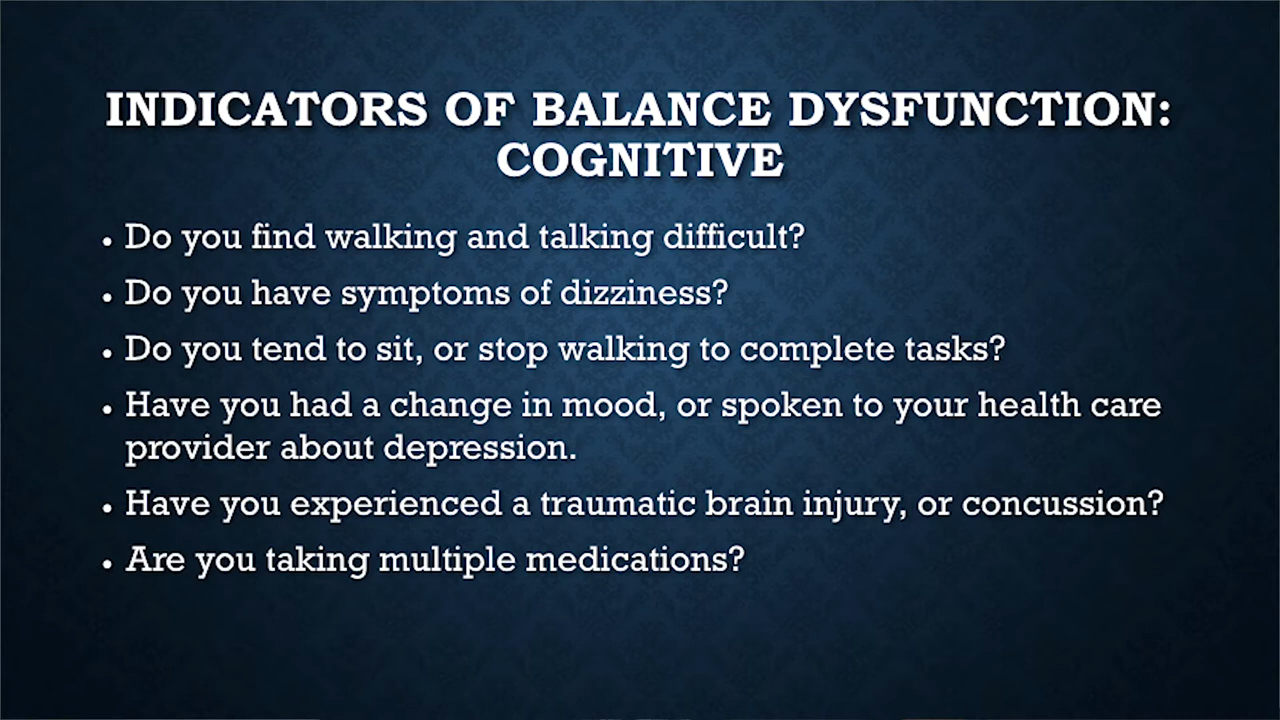 INDICATORS OF BALANCE DYSFUNCTION:
COGNITIVE
• Do you find walking and talking difficult?
• Do you have symptoms of dizziness?
• Do you tend to sit, or stop walking to complete tasks?
• Have you had a change in mood, or spoken to your health care
provider about depression.
• Have you experienced a traumatic brain injury, or concussion?
• Are you taking multiple medications?